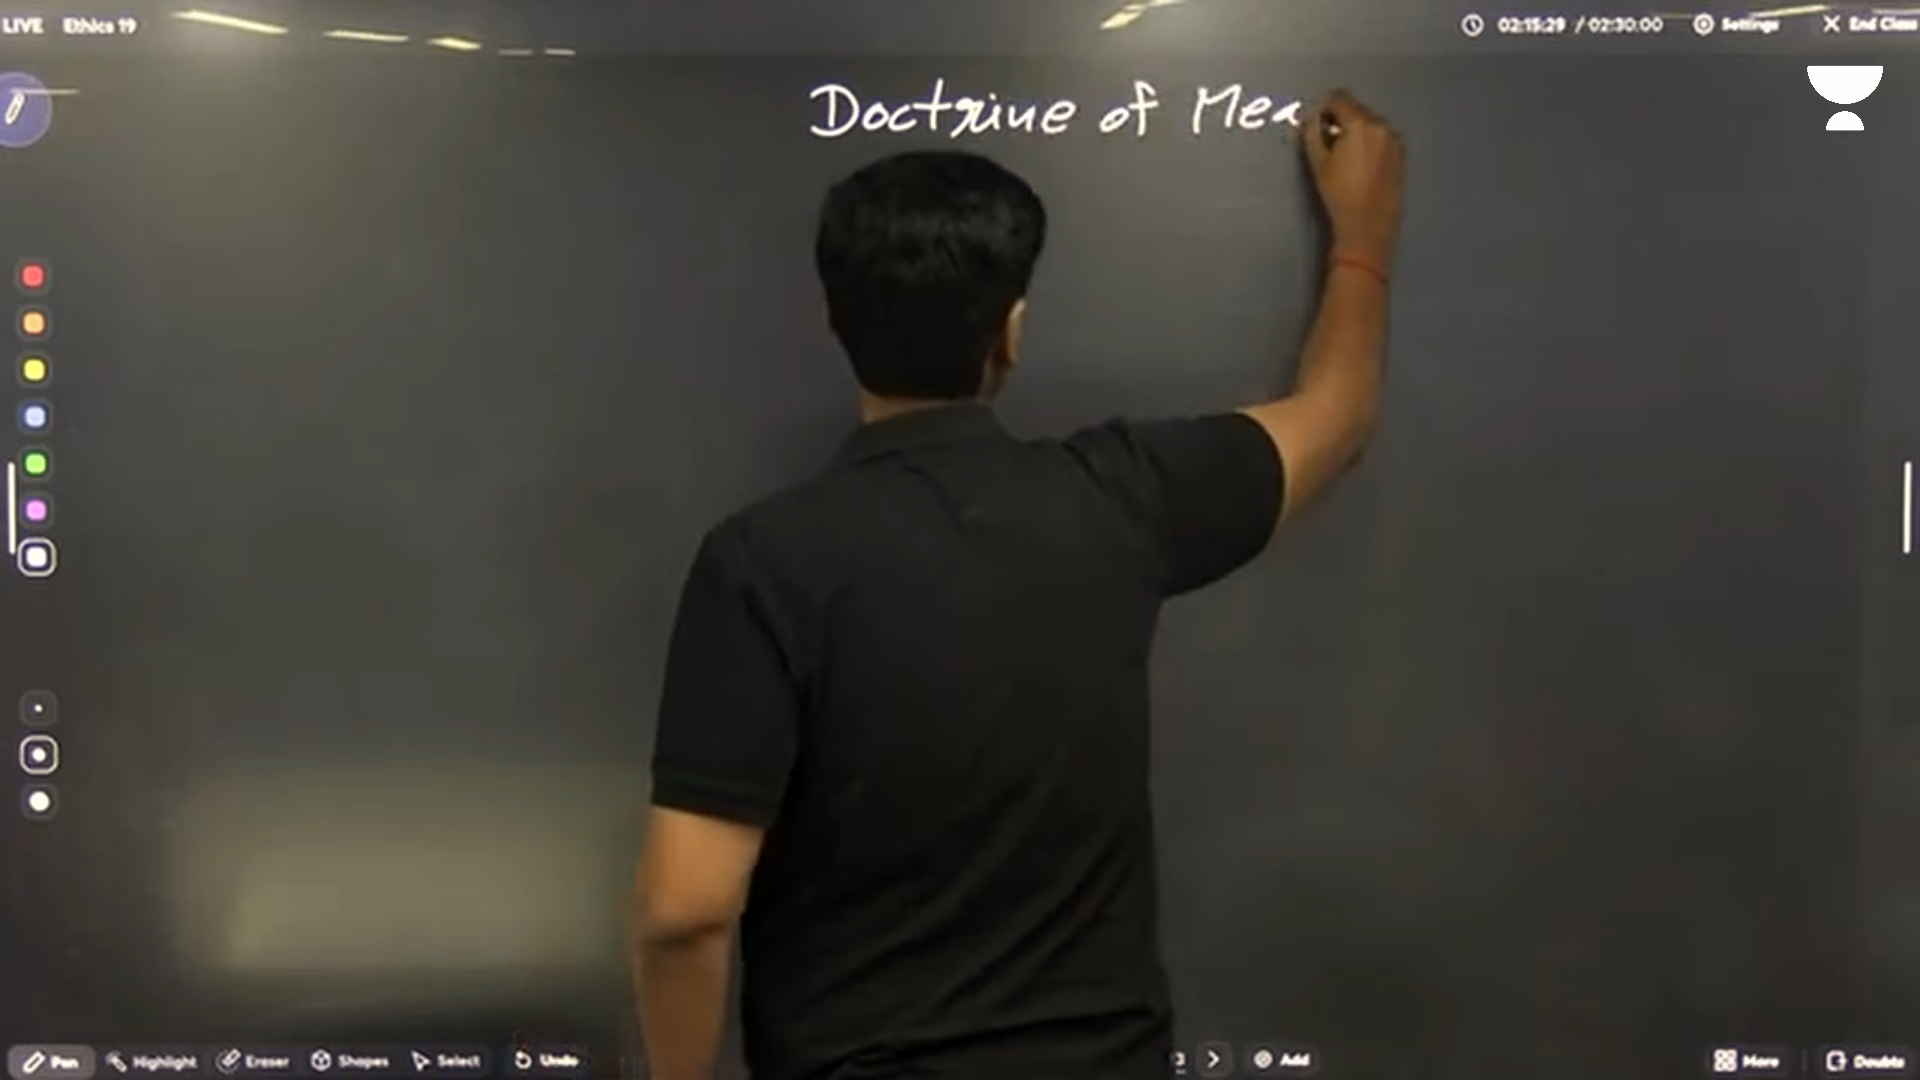 LIVE Ethics 19 02:15:29 / 02:30:00 Settings End Class
Doctrine of Mea
Pen Highlight Eraser Shapes Select Undo 3 Add More Doubts